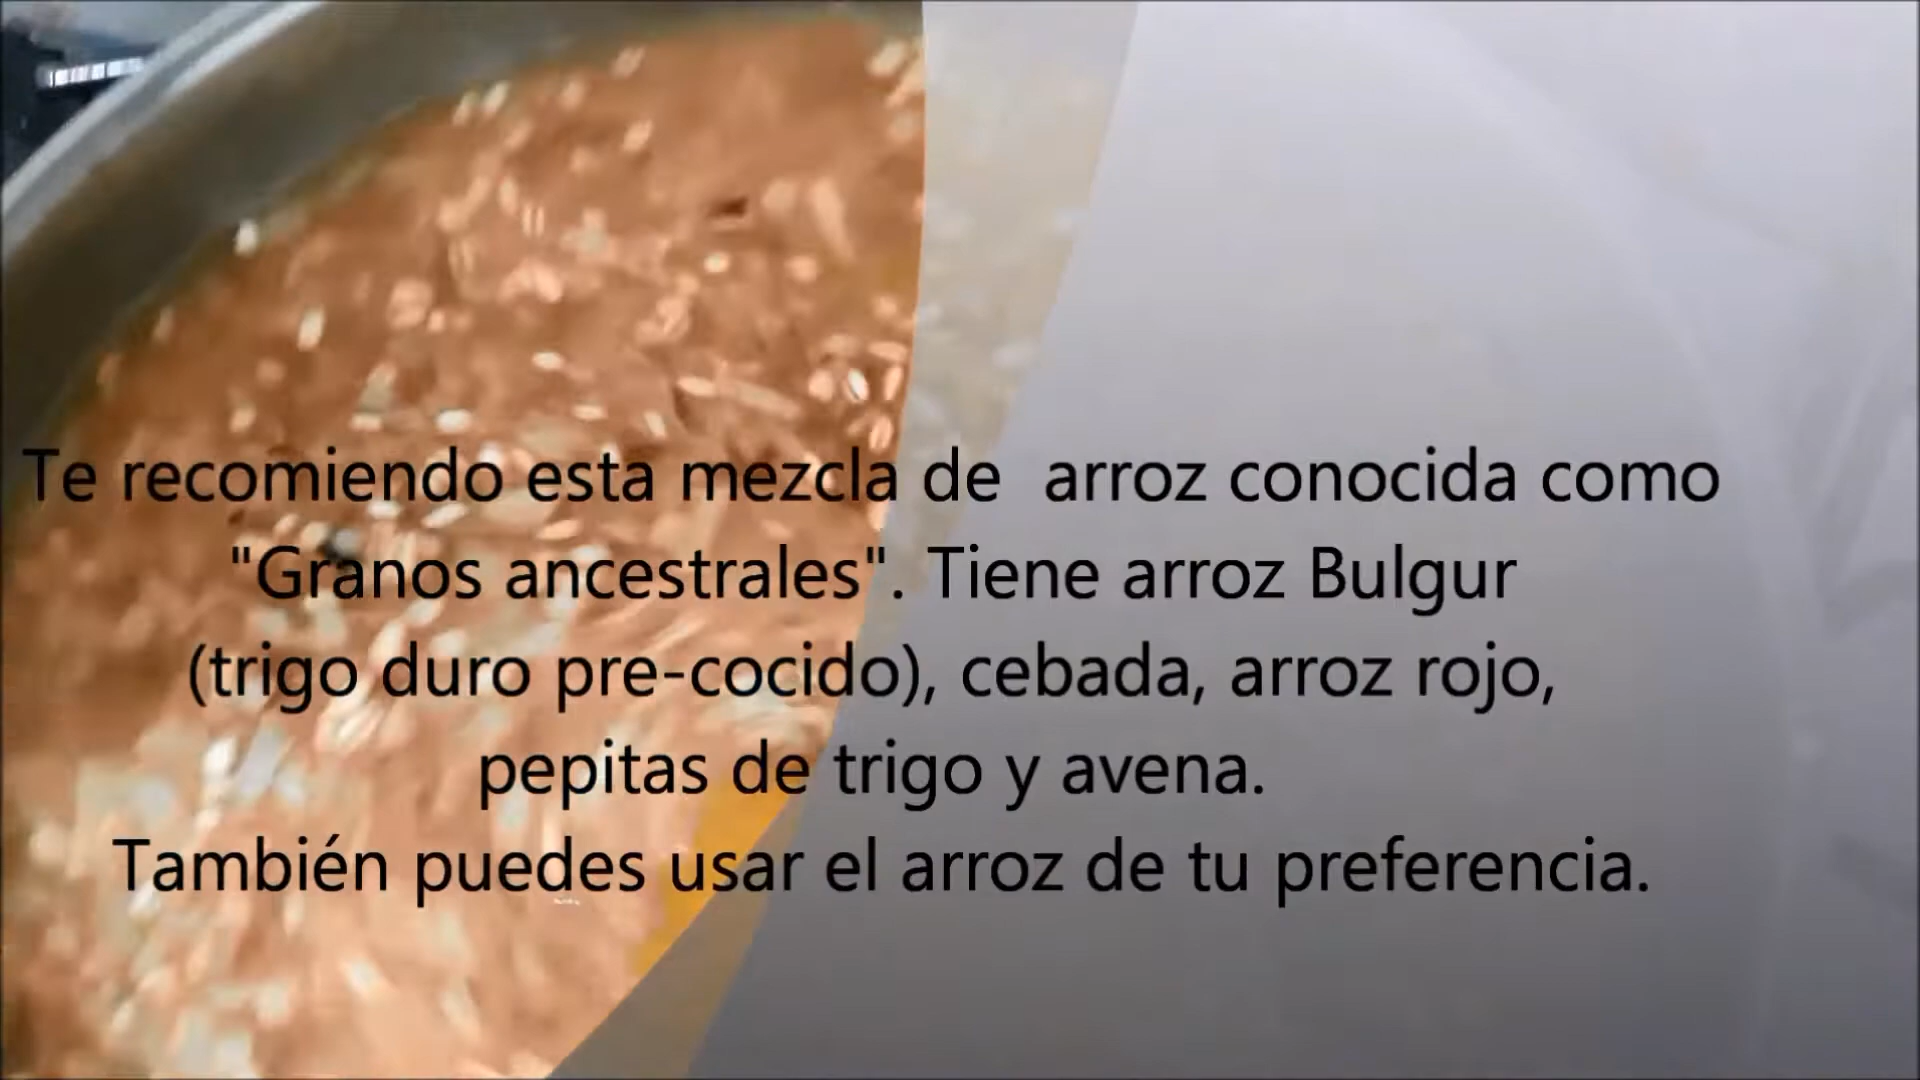 Te recomiendo esta mezcla de  arroz conocida como
"Granos ancestrales". Tiene arroz Bulgur
(trigo duro pre-cocido), cebada, arroz rojo,
pepitas de trigo y avena.
También puedes usar el arroz de tu preferencia.